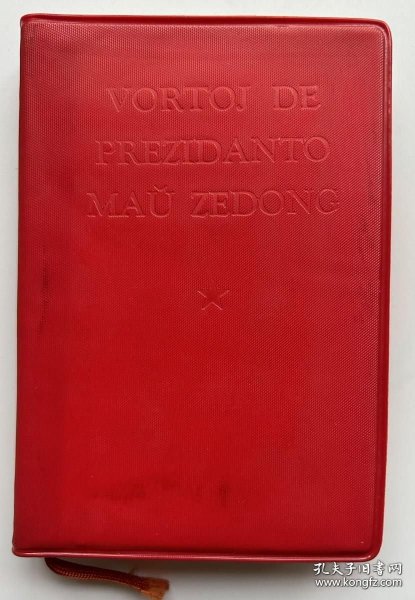 VORTOJ DE
PREZIDANTO
MAŬ ZEDONG
孔夫子旧书网
www.kongfz.com